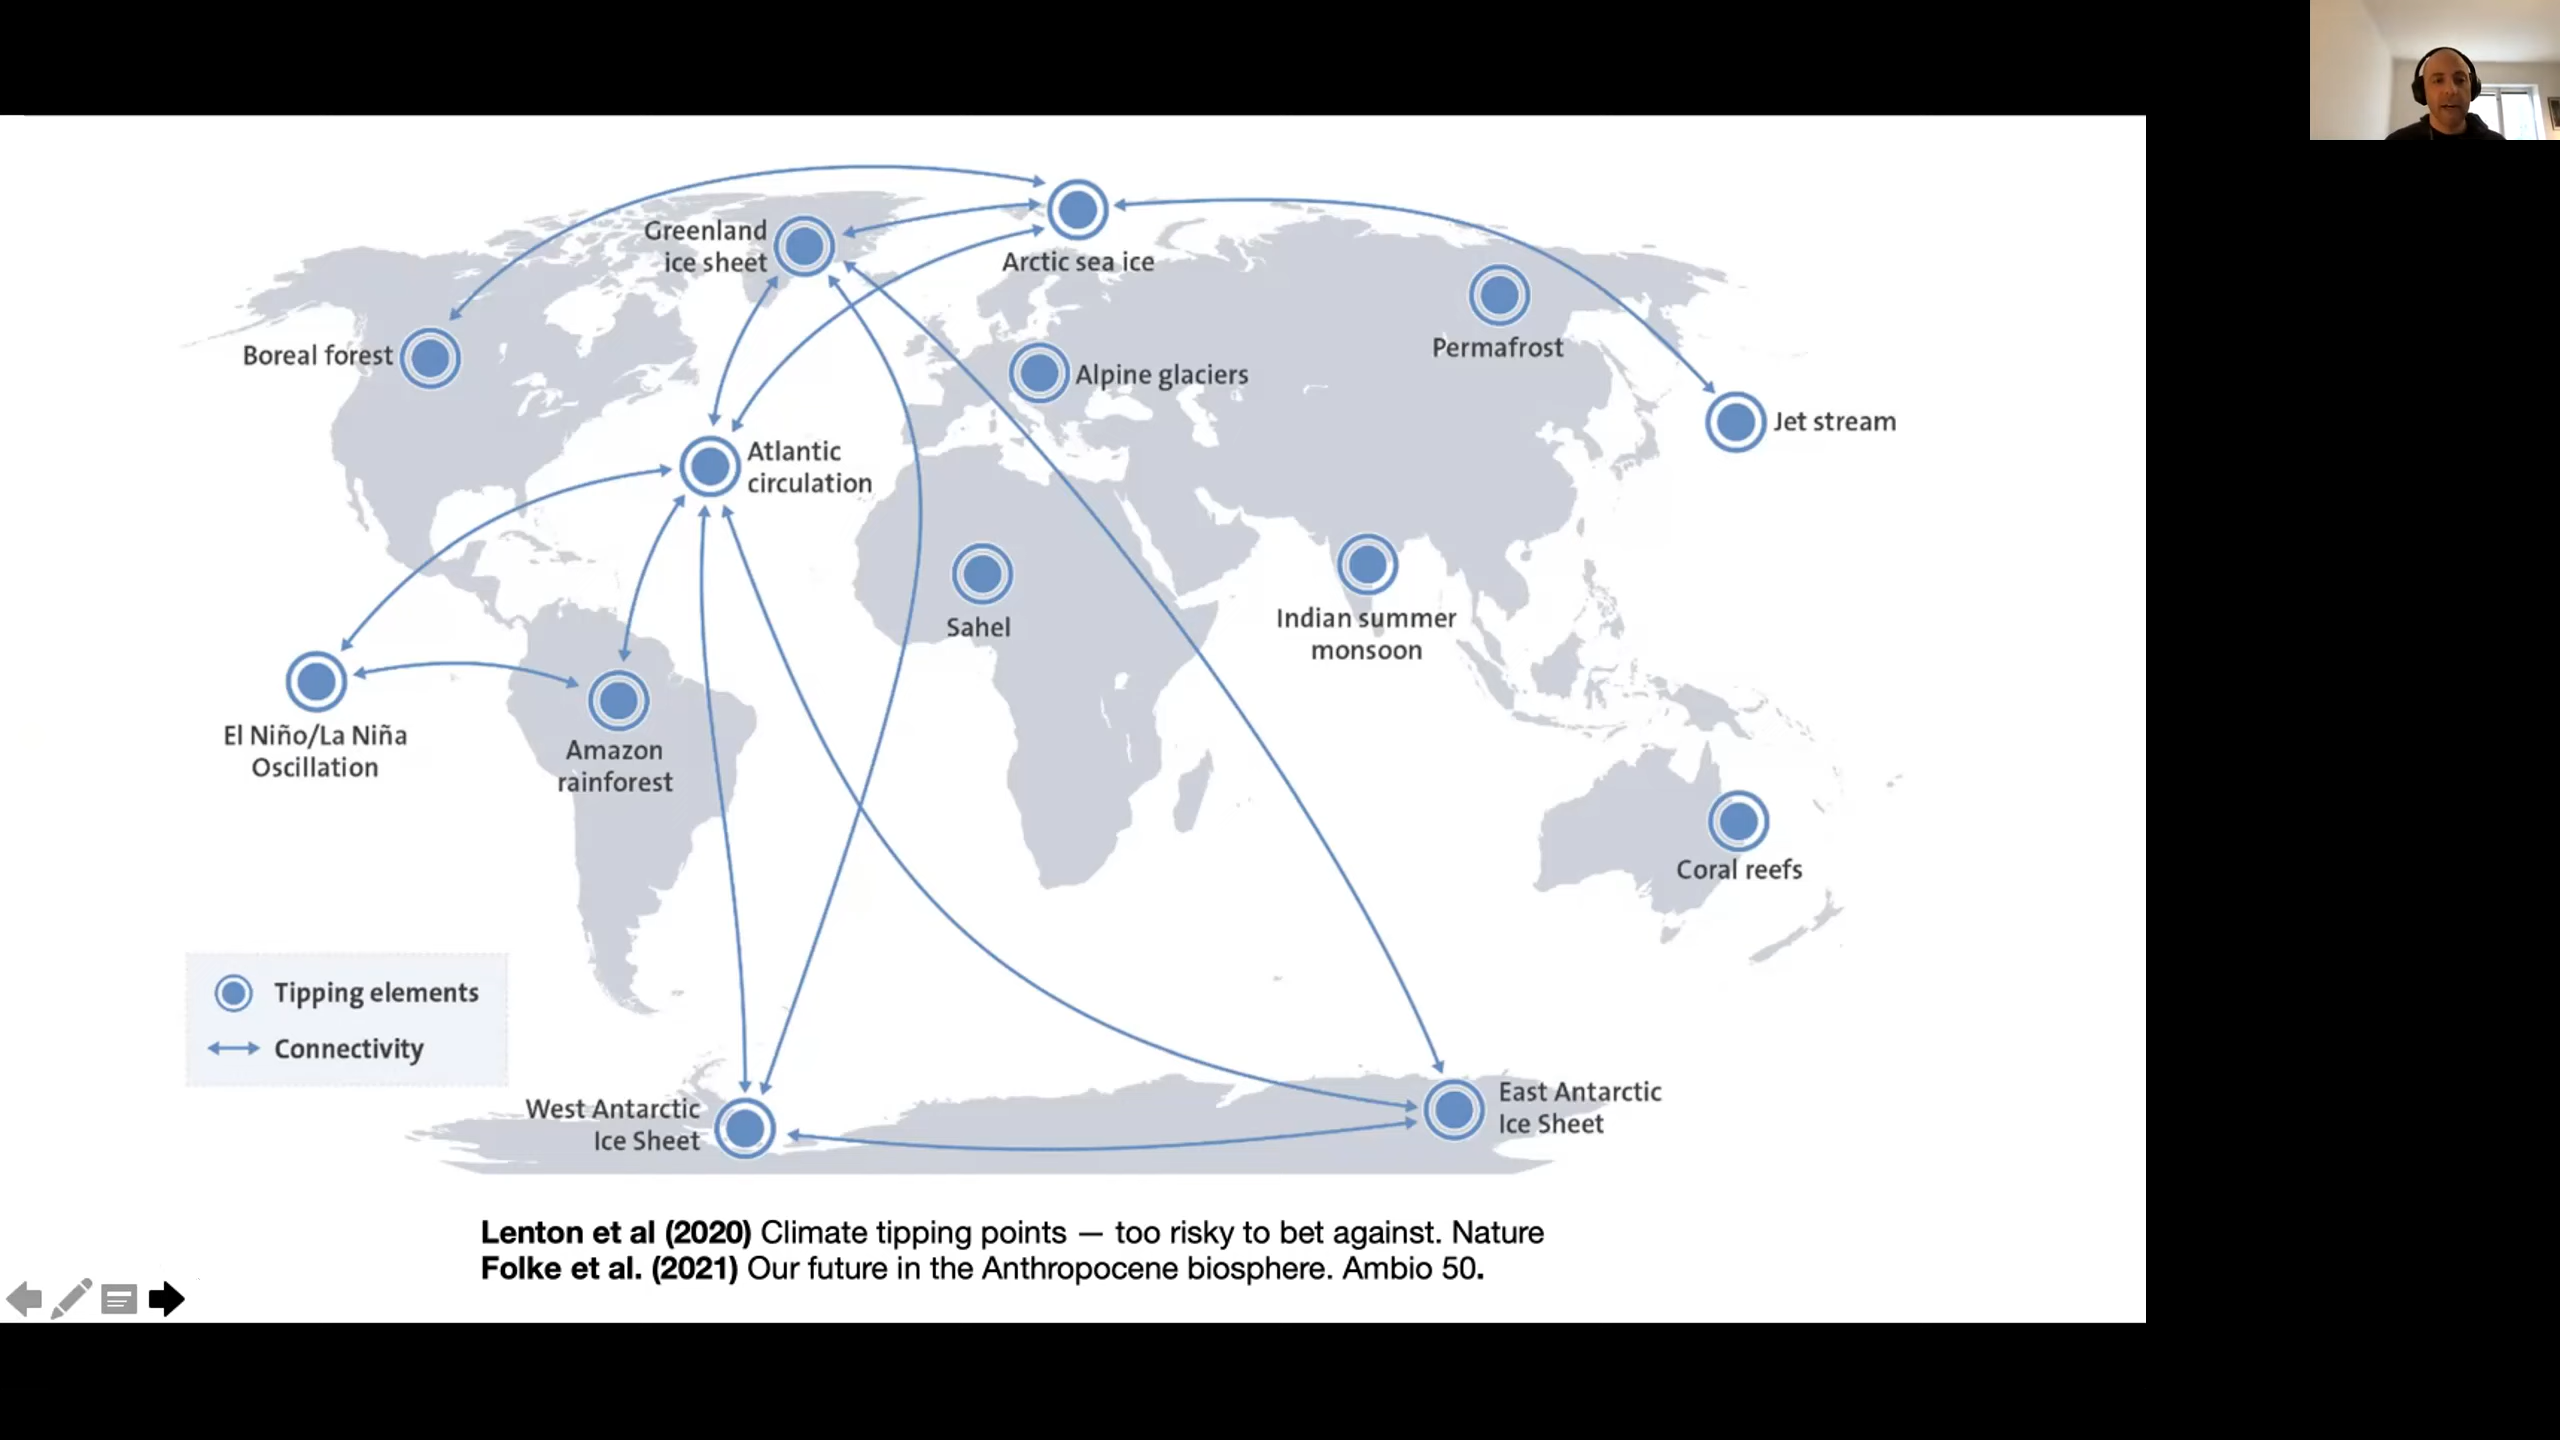 Greenland
ice sheet
Arctic sea ice
Boreal forest
Permafrost
Alpine glaciers
Jet stream
Atlantic
circulation
Sahel
Indian summer
monsoon
El Niño/La Niña
Oscillation
Amazon
rainforest
Coral reefs
Tipping elements
Connectivity
West Antarctic
Ice Sheet
East Antarctic
Ice Sheet
Lenton et al (2020) Climate tipping points — too risky to bet against. Nature
Folke et al. (2021) Our future in the Anthropocene biosphere. Ambio 50.